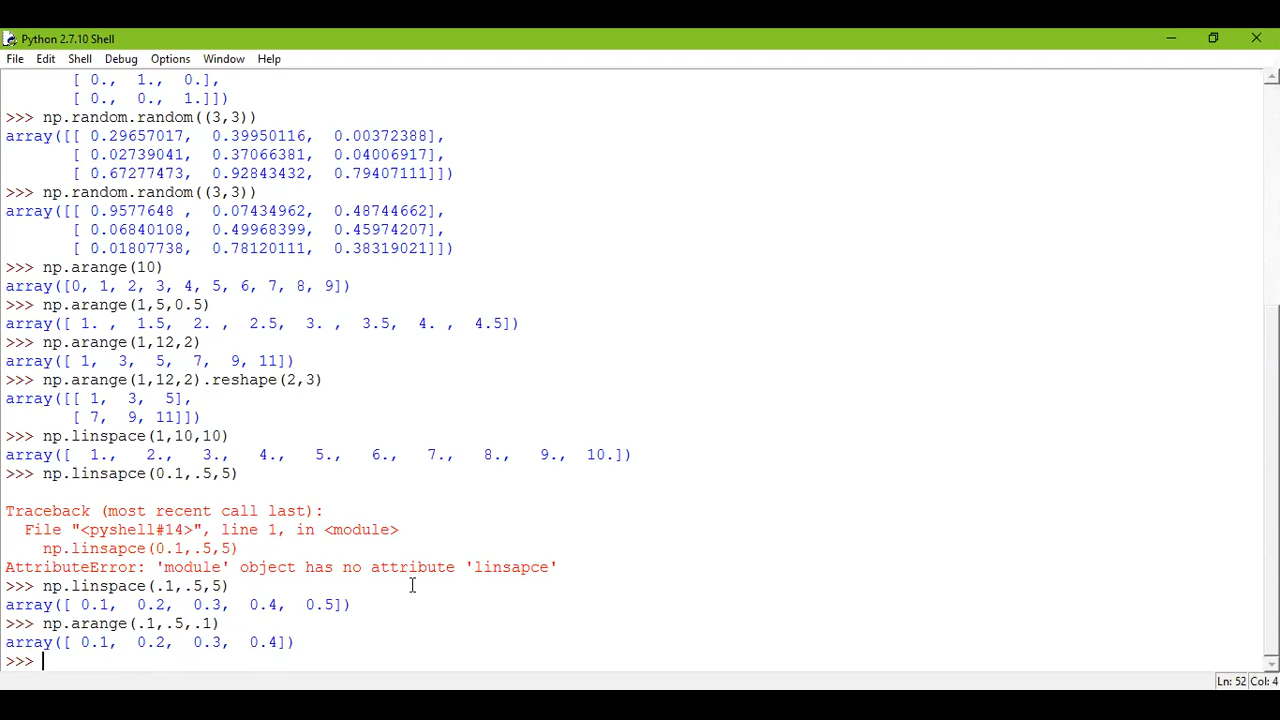 Python 2.7.10 Shell
File Edit Shell Debug Options Window Help
[ 0., 1., 0.],
[ 0., 0., 1.]])
>>> np.random.random((3,3))
array([[ 0.29657017, 0.39950116, 0.00372388],
[ 0.02739041, 0.37066381, 0.04006917],
[ 0.67277473, 0.92843432, 0.79407111]])
>>> np.random.random((3,3))
array([[ 0.9577648 , 0.07434962, 0.48744662],
[ 0.06840108, 0.49968399, 0.45974207],
[ 0.01807738, 0.78120111, 0.38319021]])
>>> np.arange(10)
array([0, 1, 2, 3, 4, 5, 6, 7, 8, 9])
>>> np.arange(1,5,0.5)
array([ 1. , 1.5, 2. , 2.5, 3. , 3.5, 4. , 4.5])
>>> np.arange(1,12,2)
array([ 1, 3, 5, 7, 9, 11])
>>> np.arange(1,12,2).reshape(2,3)
array([[ 1, 3, 5],
[ 7, 9, 11]])
>>> np.linspace(1,10,10)
array([ 1., 2., 3., 4., 5., 6., 7., 8., 9., 10.])
>>> np.linsapce(0.1,.5,5)
Traceback (most recent call last):
File "<pyshell#14>", line 1, in <module>
np.linsapce(0.1,.5,5)
AttributeError: 'module' object has no attribute 'linsapce'
>>> np.linspace(.1,.5,5)
array([ 0.1, 0.2, 0.3, 0.4, 0.5])
>>> np.arange(.1,.5,.1)
array([ 0.1, 0.2, 0.3, 0.4])
>>>
Ln: 52 Col: 4